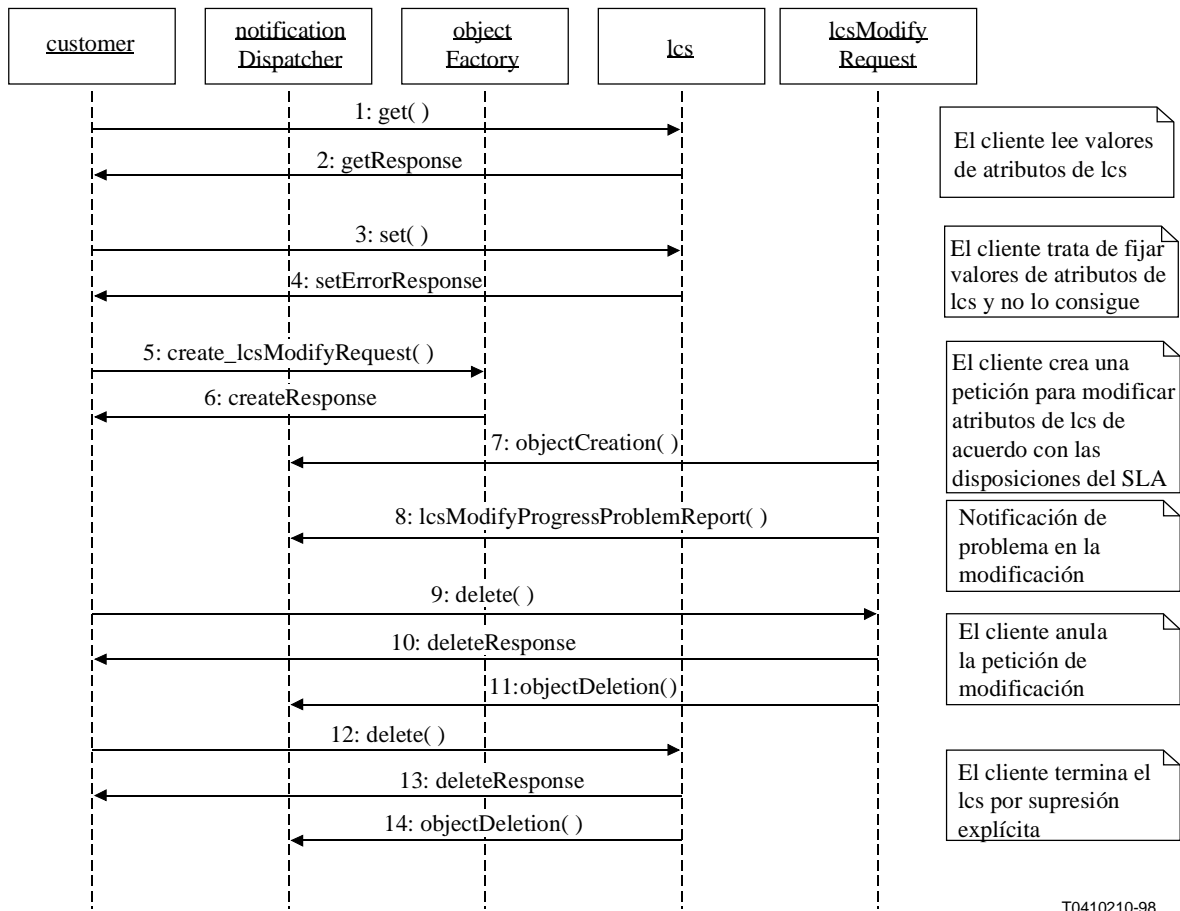 customer
notification
Dispatcher
object
Factory
lcs
lcsModify
Request
1: get( )
El cliente lee valores
de atributos de lcs
2: getResponse
3: set( )
El cliente trata de fijar
valores de atributos de
lcs y no lo consigue
4: setErrorResponse
5: create_lcsModifyRequest( )
El cliente crea una
petición para modificar
atributos de lcs de
acuerdo con las
disposiciones del SLA
6: createResponse
7: objectCreation( )
8: lcsModifyProgressProblemReport( )
Notificación de
problema en la
modificación
9: delete( )
10: deleteResponse
El cliente anula
la petición de
modificación
11:objectDeletion()
12: delete( )
13: deleteResponse
El cliente termina el
lcs por supresión
explícita
14: objectDeletion( )
T0410210-98